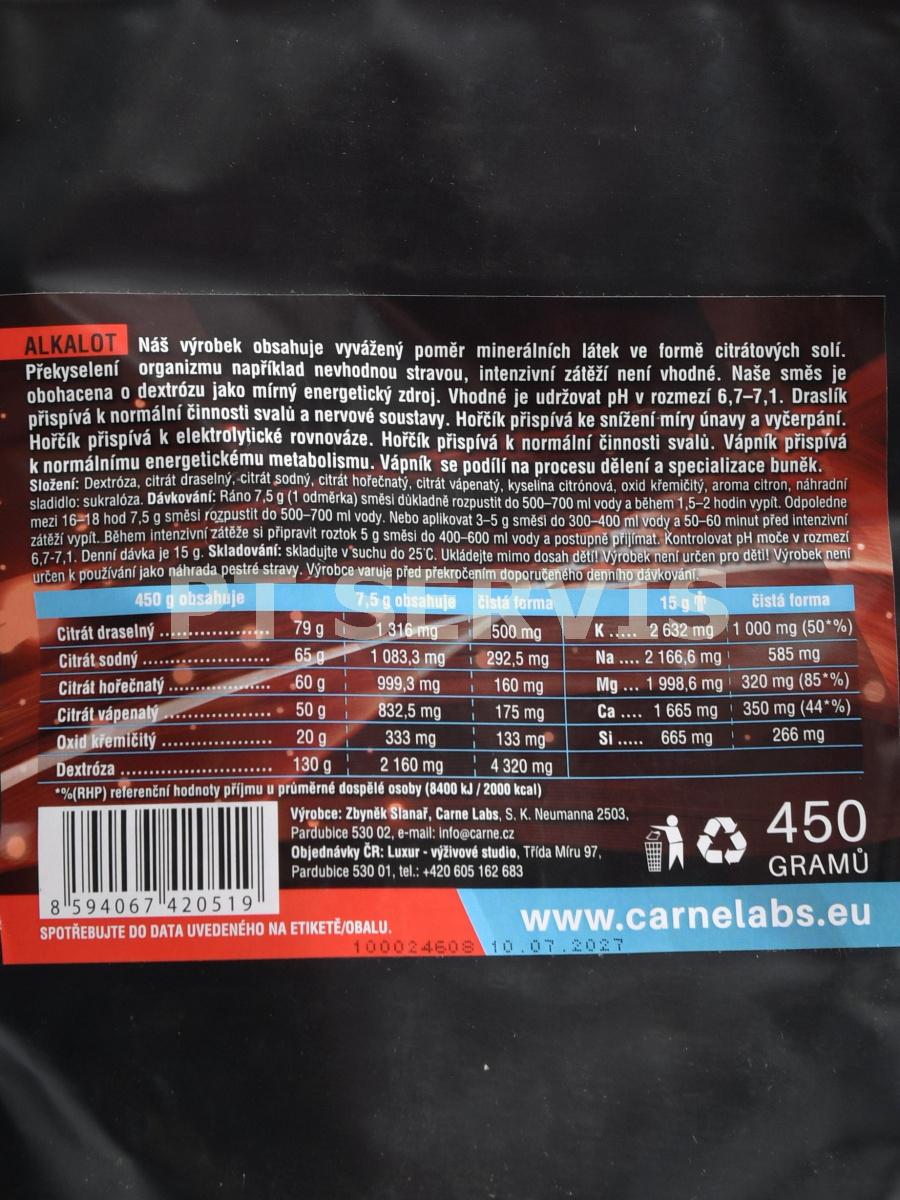 ALKALOT Náš výrobek obsahuje vyvážený poměr minerálních látek ve formě citrátových solí.
Překyselení organizmu například nevhodnou stravou, intenzivní zátěží není vhodné. Naše směs je
obohacena o dextrózu jako mírný energetický zdroj. Vhodné je udržovat pH v rozmezí 6,7–7,1. Draslík
přispívá k normální činnosti svalů a nervové soustavy. Hořčík přispívá ke snížení míry únavy a vyčerpání.
Hořčík přispívá k elektrolytické rovnováze. Hořčík přispívá k normální činnosti svalů. Vápník přispívá
k normálnímu energetickému metabolismu. Vápník se podílí na procesu dělení a specializace buněk.
Složení: Dextróza, citrát draselný, citrát sodný, citrát hořečnatý, citrát vápenatý, kyselina citrónová, oxid křemičitý, aroma citron, náhradní
sladidlo: sukralóza. Dávkování: Ráno 7,5 g (1 odměrka) směsi důkladně rozpustit do 500–700 ml vody a během 1,5–2 hodin vypít. Odpoledne
mezi 16–18 hod 7,5 g směsi rozpustit do 500–700 ml vody. Nebo aplikovat 3–5 g směsi do 300–400 ml vody a 50–60 minut před intenzivní
zátěží vypít. Během intenzivní zátěže si připravit roztok 5 g směsi do 400–600 ml vody a postupně přijímat. Kontrolovat pH moče v rozmezí
6,7-7,1. Denní dávka je 15 g. Skladování: skladujte v suchu do 25°C. Ukládejte mimo dosah dětí! Výrobek není určen pro děti! Výrobek není
určen k používání jako náhrada pestré stravy. Výrobce varuje před překročením doporučeného denního dávkování.
PT SERVIS
450 g obsahuje 7,5 g obsahuje čistá forma 15 g čistá forma
Citrát draselný .................. 79 g 1 316 mg 500 mg K ..... 2 632 mg 1 000 mg (50*%)
Citrát sodný ..................... 65 g 1 083,3 mg 292,5 mg Na .... 2 166,6 mg 585 mg
Citrát hořečnatý ................. 60 g 999,3 mg 160 mg Mg ... 1 998,6 mg 320 mg (85*%)
Citrát vápenatý .................. 50 g 832,5 mg 175 mg Ca .... 1 665 mg 350 mg (44*%)
Oxid křemičitý .................. 20 g 333 mg 133 mg Si ..... 665 mg 266 mg
Dextróza ......................... 130 g 2 160 mg 4 320 mg
*%(RHP) referenční hodnoty příjmu u průměrné dospělé osoby (8400 kJ / 2000 kcal)
Výrobce: Zbyněk Slanař, Carne Labs, S. K. Neumanna 2503,
Pardubice 530 02, e-mail: info@carne.cz
Objednávky ČR: Luxur - výživové studio, Třída Míru 97,
Pardubice 530 01, tel.: +420 605 162 683
450
GRAMŮ
8 594067 420519
www.carnelabs.eu
SPOTŘEBUJTE DO DATA UVEDENÉHO NA ETIKETĚ/OBALU.
100024608 10.07.2027